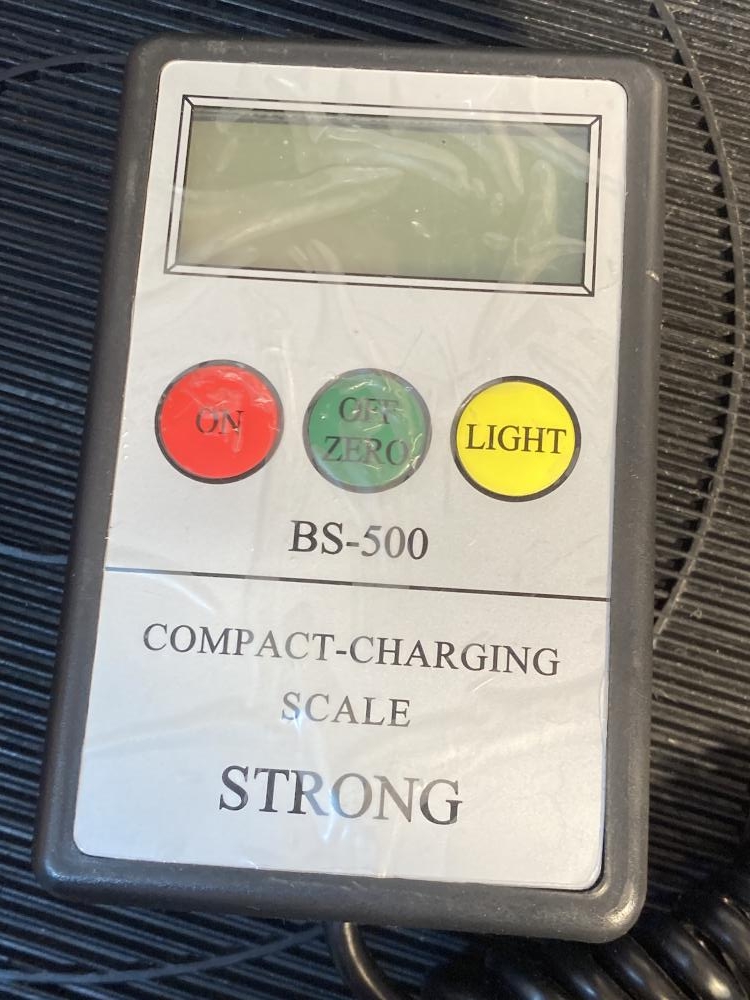 ON
OFF
ZERO
LIGHT
BS-500
COMPACT-CHARGING
SCALE
STRONG